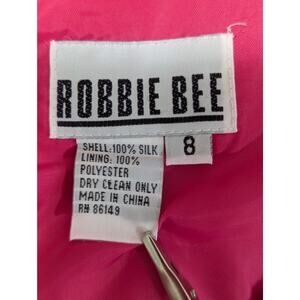 ROBBIE BEE
8
SHELL:100% SILK
LINING: 100%
POLYESTER
DRY CLEAN ONLY
MADE IN CHINA
RN 86149